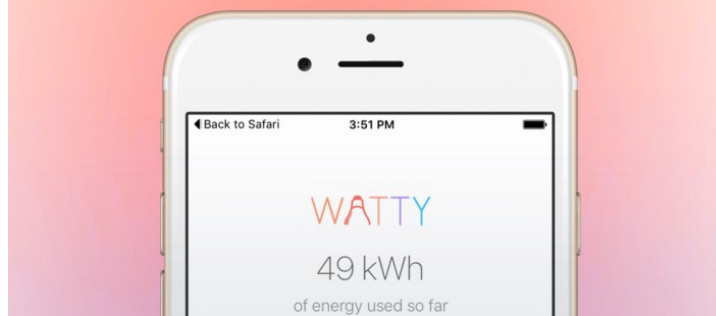 Back to Safari 3:51 PM
WATTY
49 kWh
of energy used so far